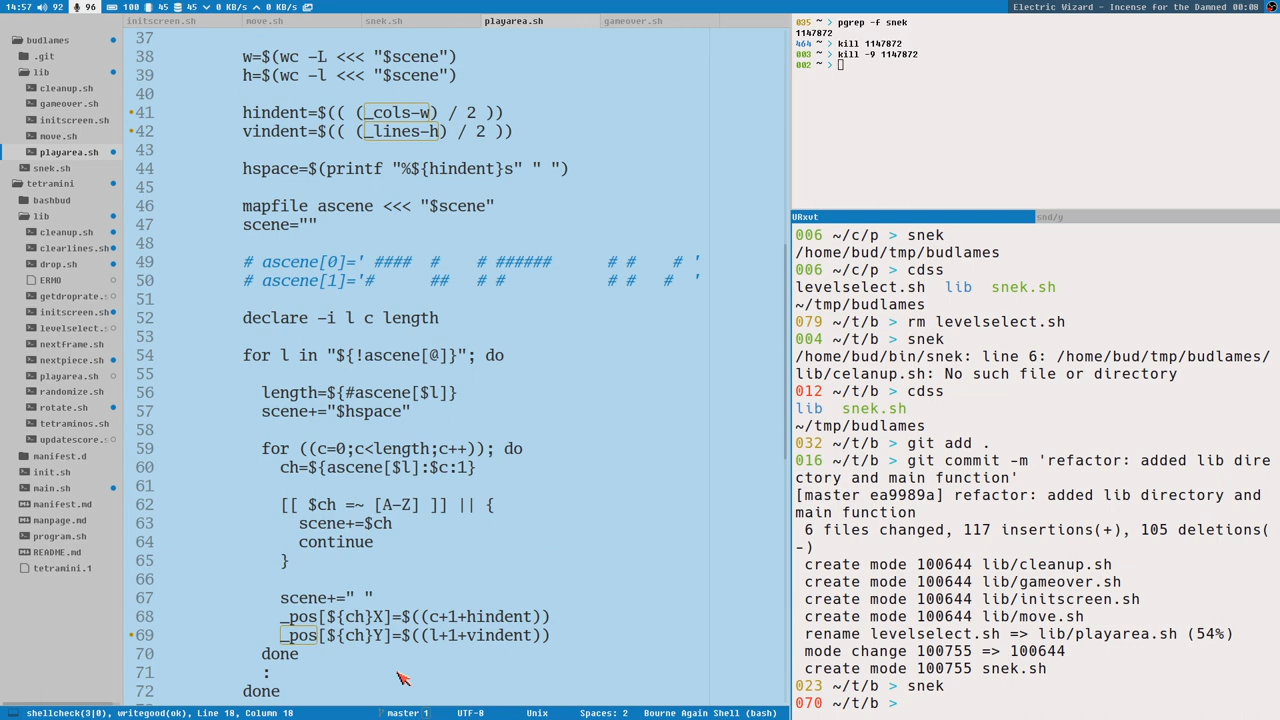 14:57 92 96 100 45 45 0 KB/s 0 KB/s
Electric Wizard - Incense for the Damned 00:08
initscreen.sh move.sh snek.sh playarea.sh gameover.sh
budlames
.git
lib
cleanup.sh
gameover.sh
initscreen.sh
move.sh
playarea.sh
snek.sh
tetramini
bashbud
lib
cleanup.sh
clearlines.sh
drop.sh
ERMO
getdroprate.s
initscreen.sh
levelselect.s
nextframe.sh
nextpiece.sh
playarea.sh
randomize.sh
rotate.sh
tetraminos.sh
updatescore.s
manifest.d
init.sh
main.sh
manifest.md
manpage.md
program.sh
README.md
tetramini.1
37
38 w=$(wc -L <<< "$scene")
39 h=$(wc -l <<< "$scene")
40
41 hindent=$(( (_cols-w) / 2 ))
42 vindent=$(( (_lines-h) / 2 ))
43
44 hspace=$(printf "%${hindent}s" " ")
45
46 mapfile ascene <<< "$scene"
47 scene=""
48
49 # ascene[0]=' ####  #    # ######      # #    # '
50 # ascene[1]='#      ##   # #           # #   #  '
51
52 declare -i l c length
53
54 for l in "${!ascene[@]}"; do
55
56 length=${#ascene[$l]}
57 scene+="$hspace"
58
59 for ((c=0;c<length;c++)); do
60 ch=${ascene[$l]:$c:1}
61
62 [[ $ch =~ [A-Z] ]] || {
63 scene+=$ch
64 continue
65 }
66
67 scene+=" "
68 _pos[${ch}X]=$((c+1+hindent))
69 _pos[${ch}Y]=$((l+1+vindent))
70 done
71 :
72 done
shellcheck(3|0), writegood(ok), Line 18, Column 18 master 1 UTF-8 Unix Spaces: 2 Bourne Again Shell (bash)
035 ~ > pgrep -f snek
1147872
464 ~ > kill 1147872
003 ~ > kill -9 1147872
002 ~ >
URxvt snd/y
006 ~/c/p > snek
/home/bud/tmp/budlames
006 ~/c/p > cdss
levelselect.sh lib snek.sh
~/tmp/budlames
079 ~/t/b > rm levelselect.sh
004 ~/t/b > snek
/home/bud/bin/snek: line 6: /home/bud/tmp/budlames/
lib/celanup.sh: No such file or directory
012 ~/t/b > cdss
lib snek.sh
~/tmp/budlames
032 ~/t/b > git add .
016 ~/t/b > git commit -m 'refactor: added lib dire
ctory and main function'
[master ea9989a] refactor: added lib directory and
main function
6 files changed, 117 insertions(+), 105 deletions(
-)
create mode 100644 lib/cleanup.sh
create mode 100644 lib/gameover.sh
create mode 100644 lib/initscreen.sh
create mode 100644 lib/move.sh
rename levelselect.sh => lib/playarea.sh (54%)
mode change 100755 => 100644
create mode 100755 snek.sh
023 ~/t/b > snek
070 ~/t/b >